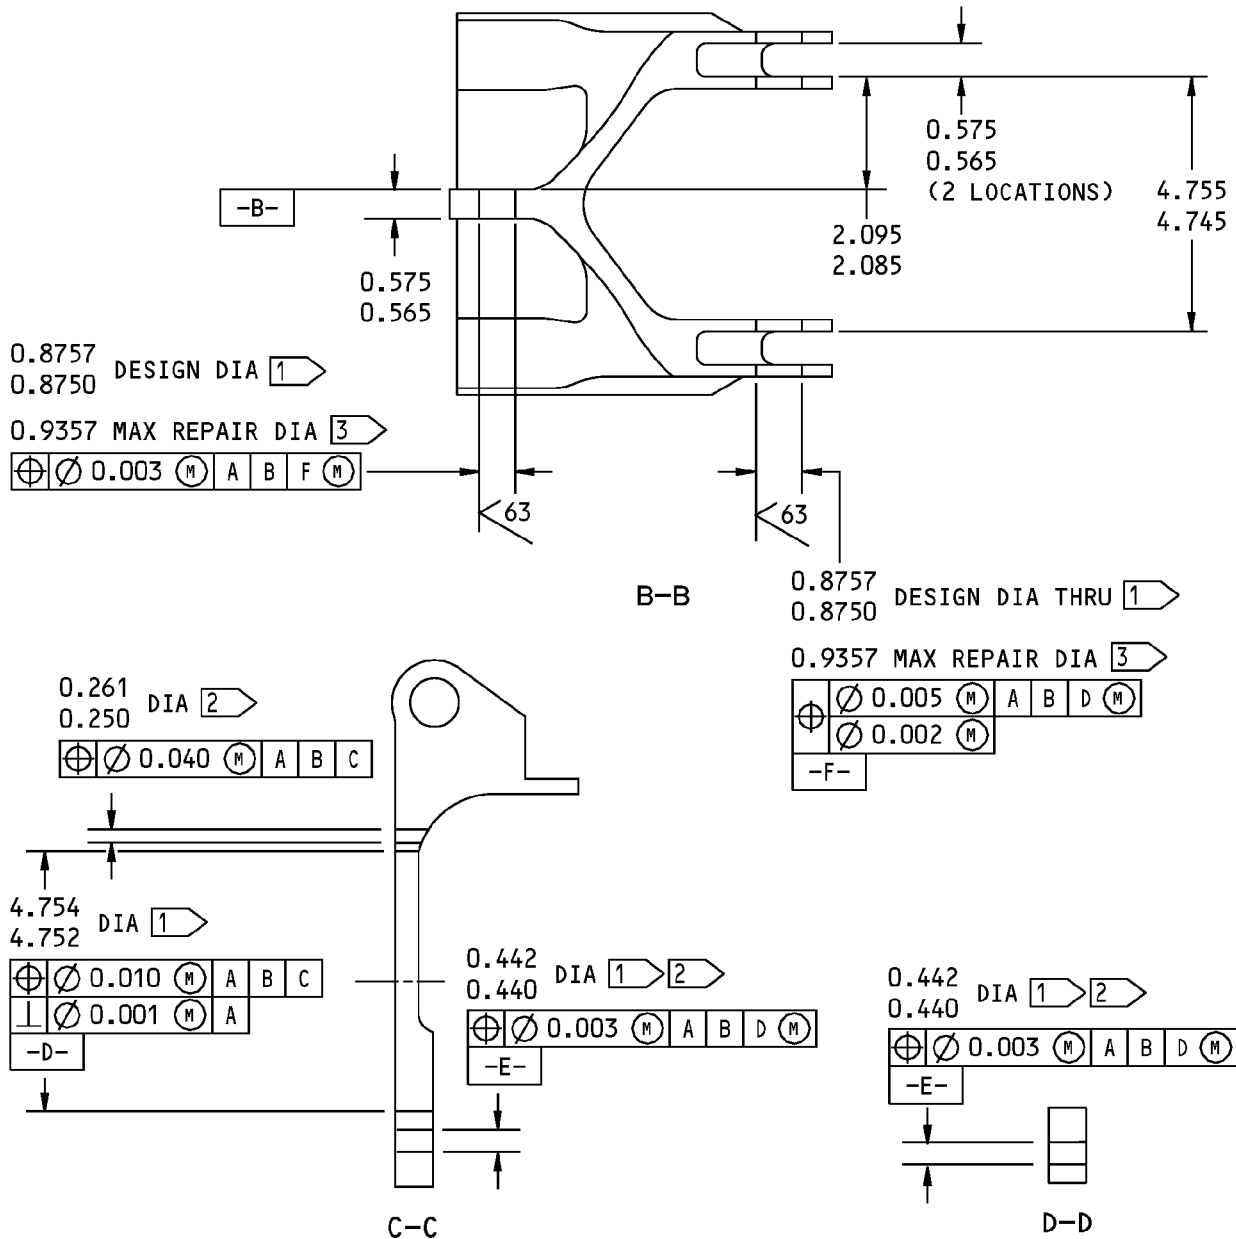 0.575
0.565
(2 LOCATIONS)
4.755
4.745
-B-
2.095
2.085
0.575
0.565
0.8757
0.8750 DESIGN DIA 1
0.9357 MAX REPAIR DIA 3
⌖ ⌀ 0.003 Ⓜ A B F Ⓜ
63
63
B-B
0.8757
0.8750 DESIGN DIA THRU 1
0.9357 MAX REPAIR DIA 3
⌖ ⌀ 0.005 Ⓜ A B D Ⓜ
⌀ 0.002 Ⓜ
-F-
0.261
0.250 DIA 2
⌖ ⌀ 0.040 Ⓜ A B C
4.754
4.752 DIA 1
⌖ ⌀ 0.010 Ⓜ A B C
⊥ ⌀ 0.001 Ⓜ A
-D-
0.442
0.440 DIA 1 2
⌖ ⌀ 0.003 Ⓜ A B D Ⓜ
-E-
C-C
0.442
0.440 DIA 1 2
⌖ ⌀ 0.003 Ⓜ A B D Ⓜ
-E-
D-D